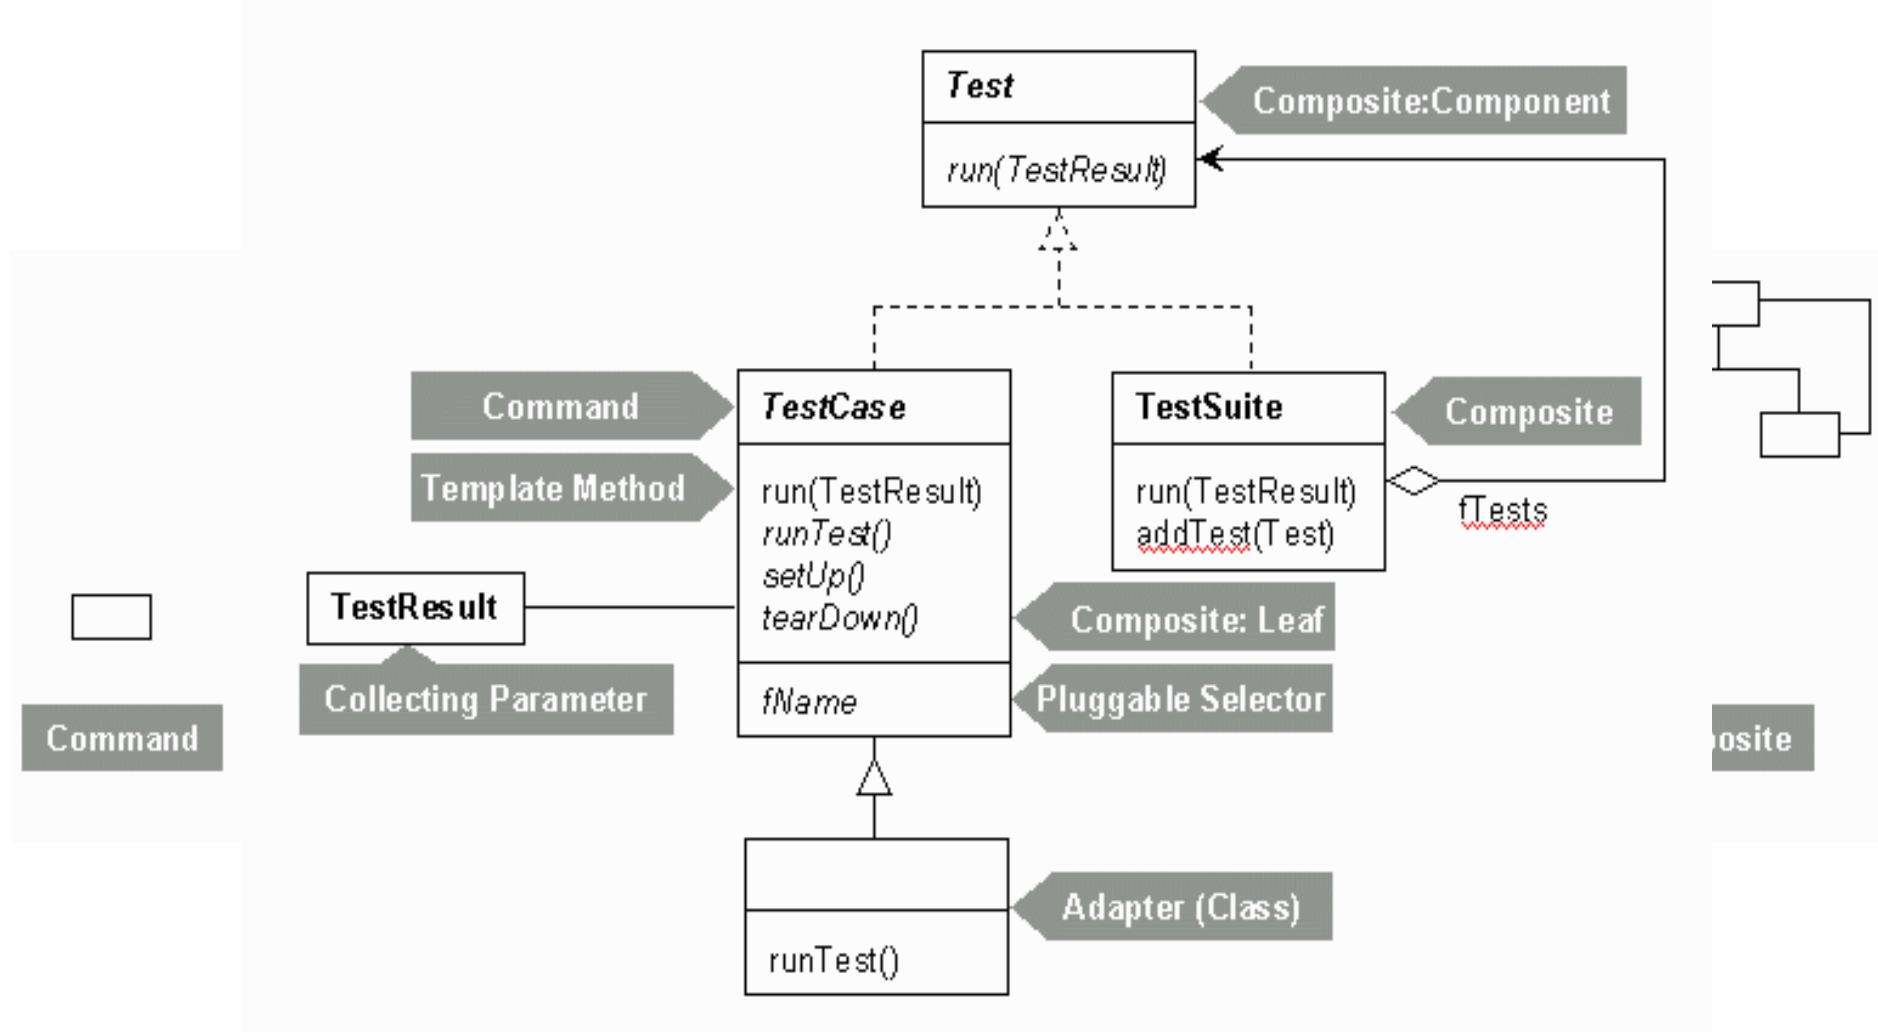 Test
Composite:Component
run(TestResult)
Command
TestCase
TestSuite
Composite
Template Method
run(TestResult)
runTest()
setUp()
tearDown()
run(TestResult)
addTest(Test)
fTests
TestResult
Composite: Leaf
Collecting Parameter
fName
Pluggable Selector
Command
osite
Adapter (Class)
runTest()